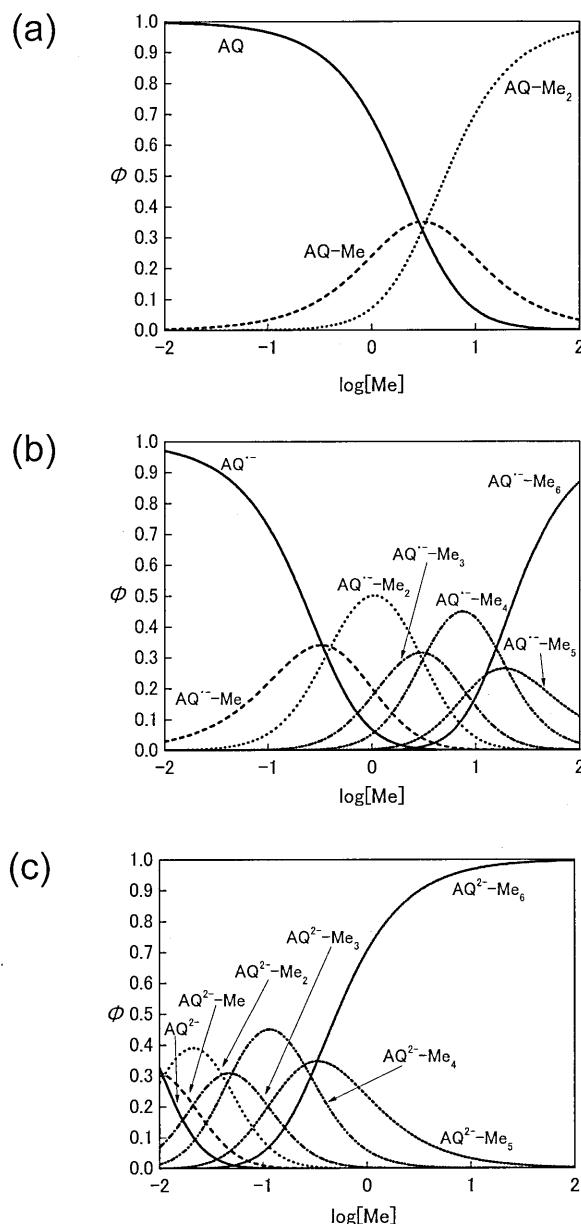 (a)
1.0
0.9
0.8
0.7
0.6
0.5
0.4
0.3
0.2
0.1
0.0
Φ
AQ
AQ-Me₂
AQ-Me
-2 -1 0 1 2
log[Me]
(b)
1.0
0.9
0.8
0.7
0.6
0.5
0.4
0.3
0.2
0.1
0.0
Φ
AQ˙⁻
AQ˙⁻-Me₆
AQ˙⁻-Me₃
AQ˙⁻-Me₂
AQ˙⁻-Me₄
AQ˙⁻-Me₅
AQ˙⁻-Me
-2 -1 0 1 2
log[Me]
(c)
1.0
0.9
0.8
0.7
0.6
0.5
0.4
0.3
0.2
0.1
0.0
Φ
AQ²⁻-Me₆
AQ²⁻-Me₃
AQ²⁻-Me₂
AQ²⁻-Me
AQ²⁻
AQ²⁻-Me₄
AQ²⁻-Me₅
-2 -1 0 1 2
log[Me]